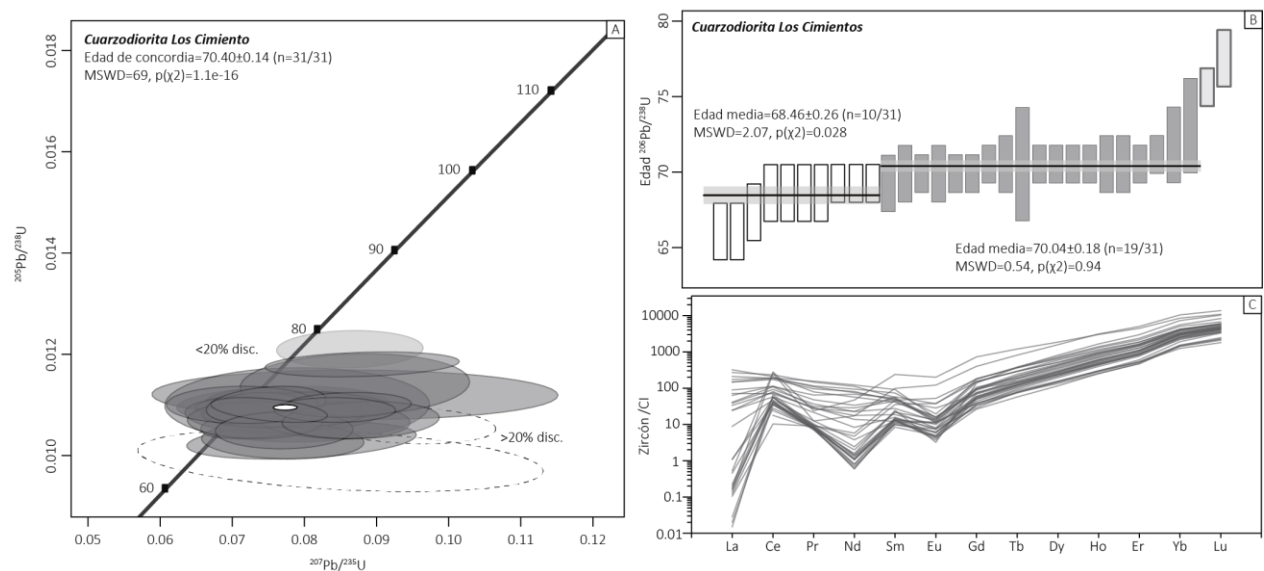 A
Cuarzodiorita Los Cimiento
Edad de concordia=70.40±0.14 (n=31/31)
MSWD=69, p(χ2)=1.1e-16
110
100
90
80
60
<20% disc.
>20% disc.
0.018
0.016
0.014
0.012
0.010
²⁰⁵Pb/²³⁸U
0.05 0.06 0.07 0.08 0.09 0.10 0.11 0.12
²⁰⁷Pb/²³⁵U
B
Cuarzodiorita Los Cimientos
Edad media=68.46±0.26 (n=10/31)
MSWD=2.07, p(χ2)=0.028
Edad media=70.04±0.18 (n=19/31)
MSWD=0.54, p(χ2)=0.94
80
75
70
65
Edad ²⁰⁶Pb/²³⁸U
C
10000
1000
100
10
1
0.1
0.01
Zircón /CI
La Ce Pr Nd Sm Eu Gd Tb Dy Ho Er Yb Lu